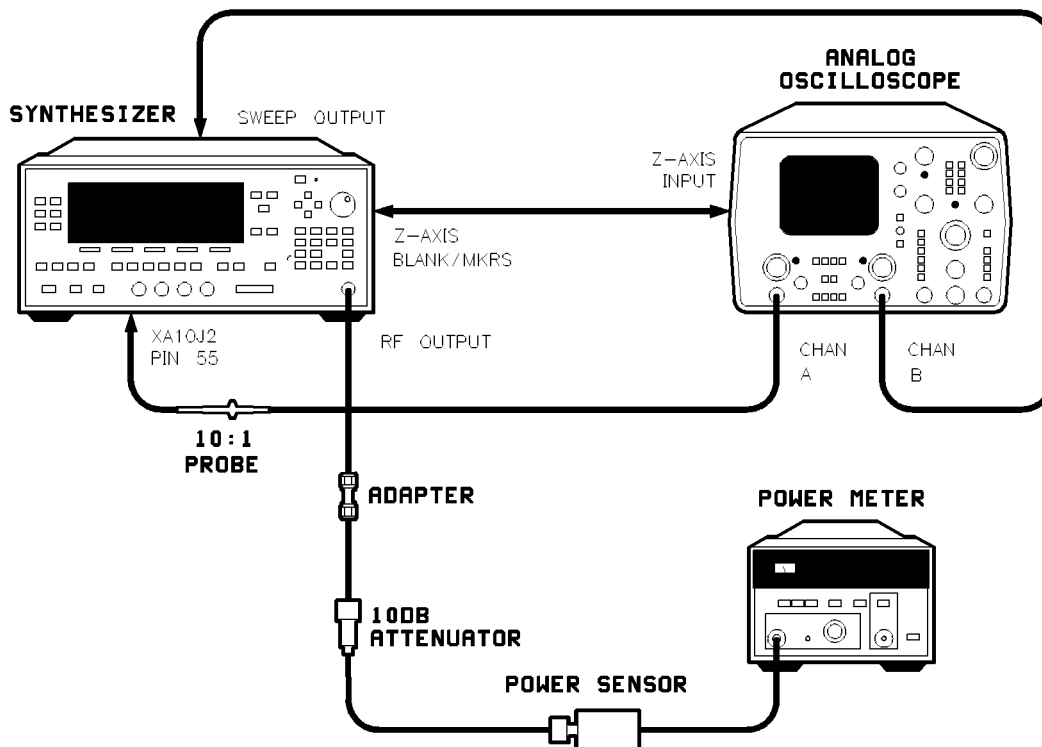 ANALOG
OSCILLOSCOPE
SYNTHESIZER
SWEEP OUTPUT
Z-AXIS
INPUT
Z-AXIS
BLANK/MKRS
XA10J2
PIN 55
RF OUTPUT
CHAN
A
CHAN
B
10:1
PROBE
ADAPTER
POWER METER
10DB
ATTENUATOR
POWER SENSOR